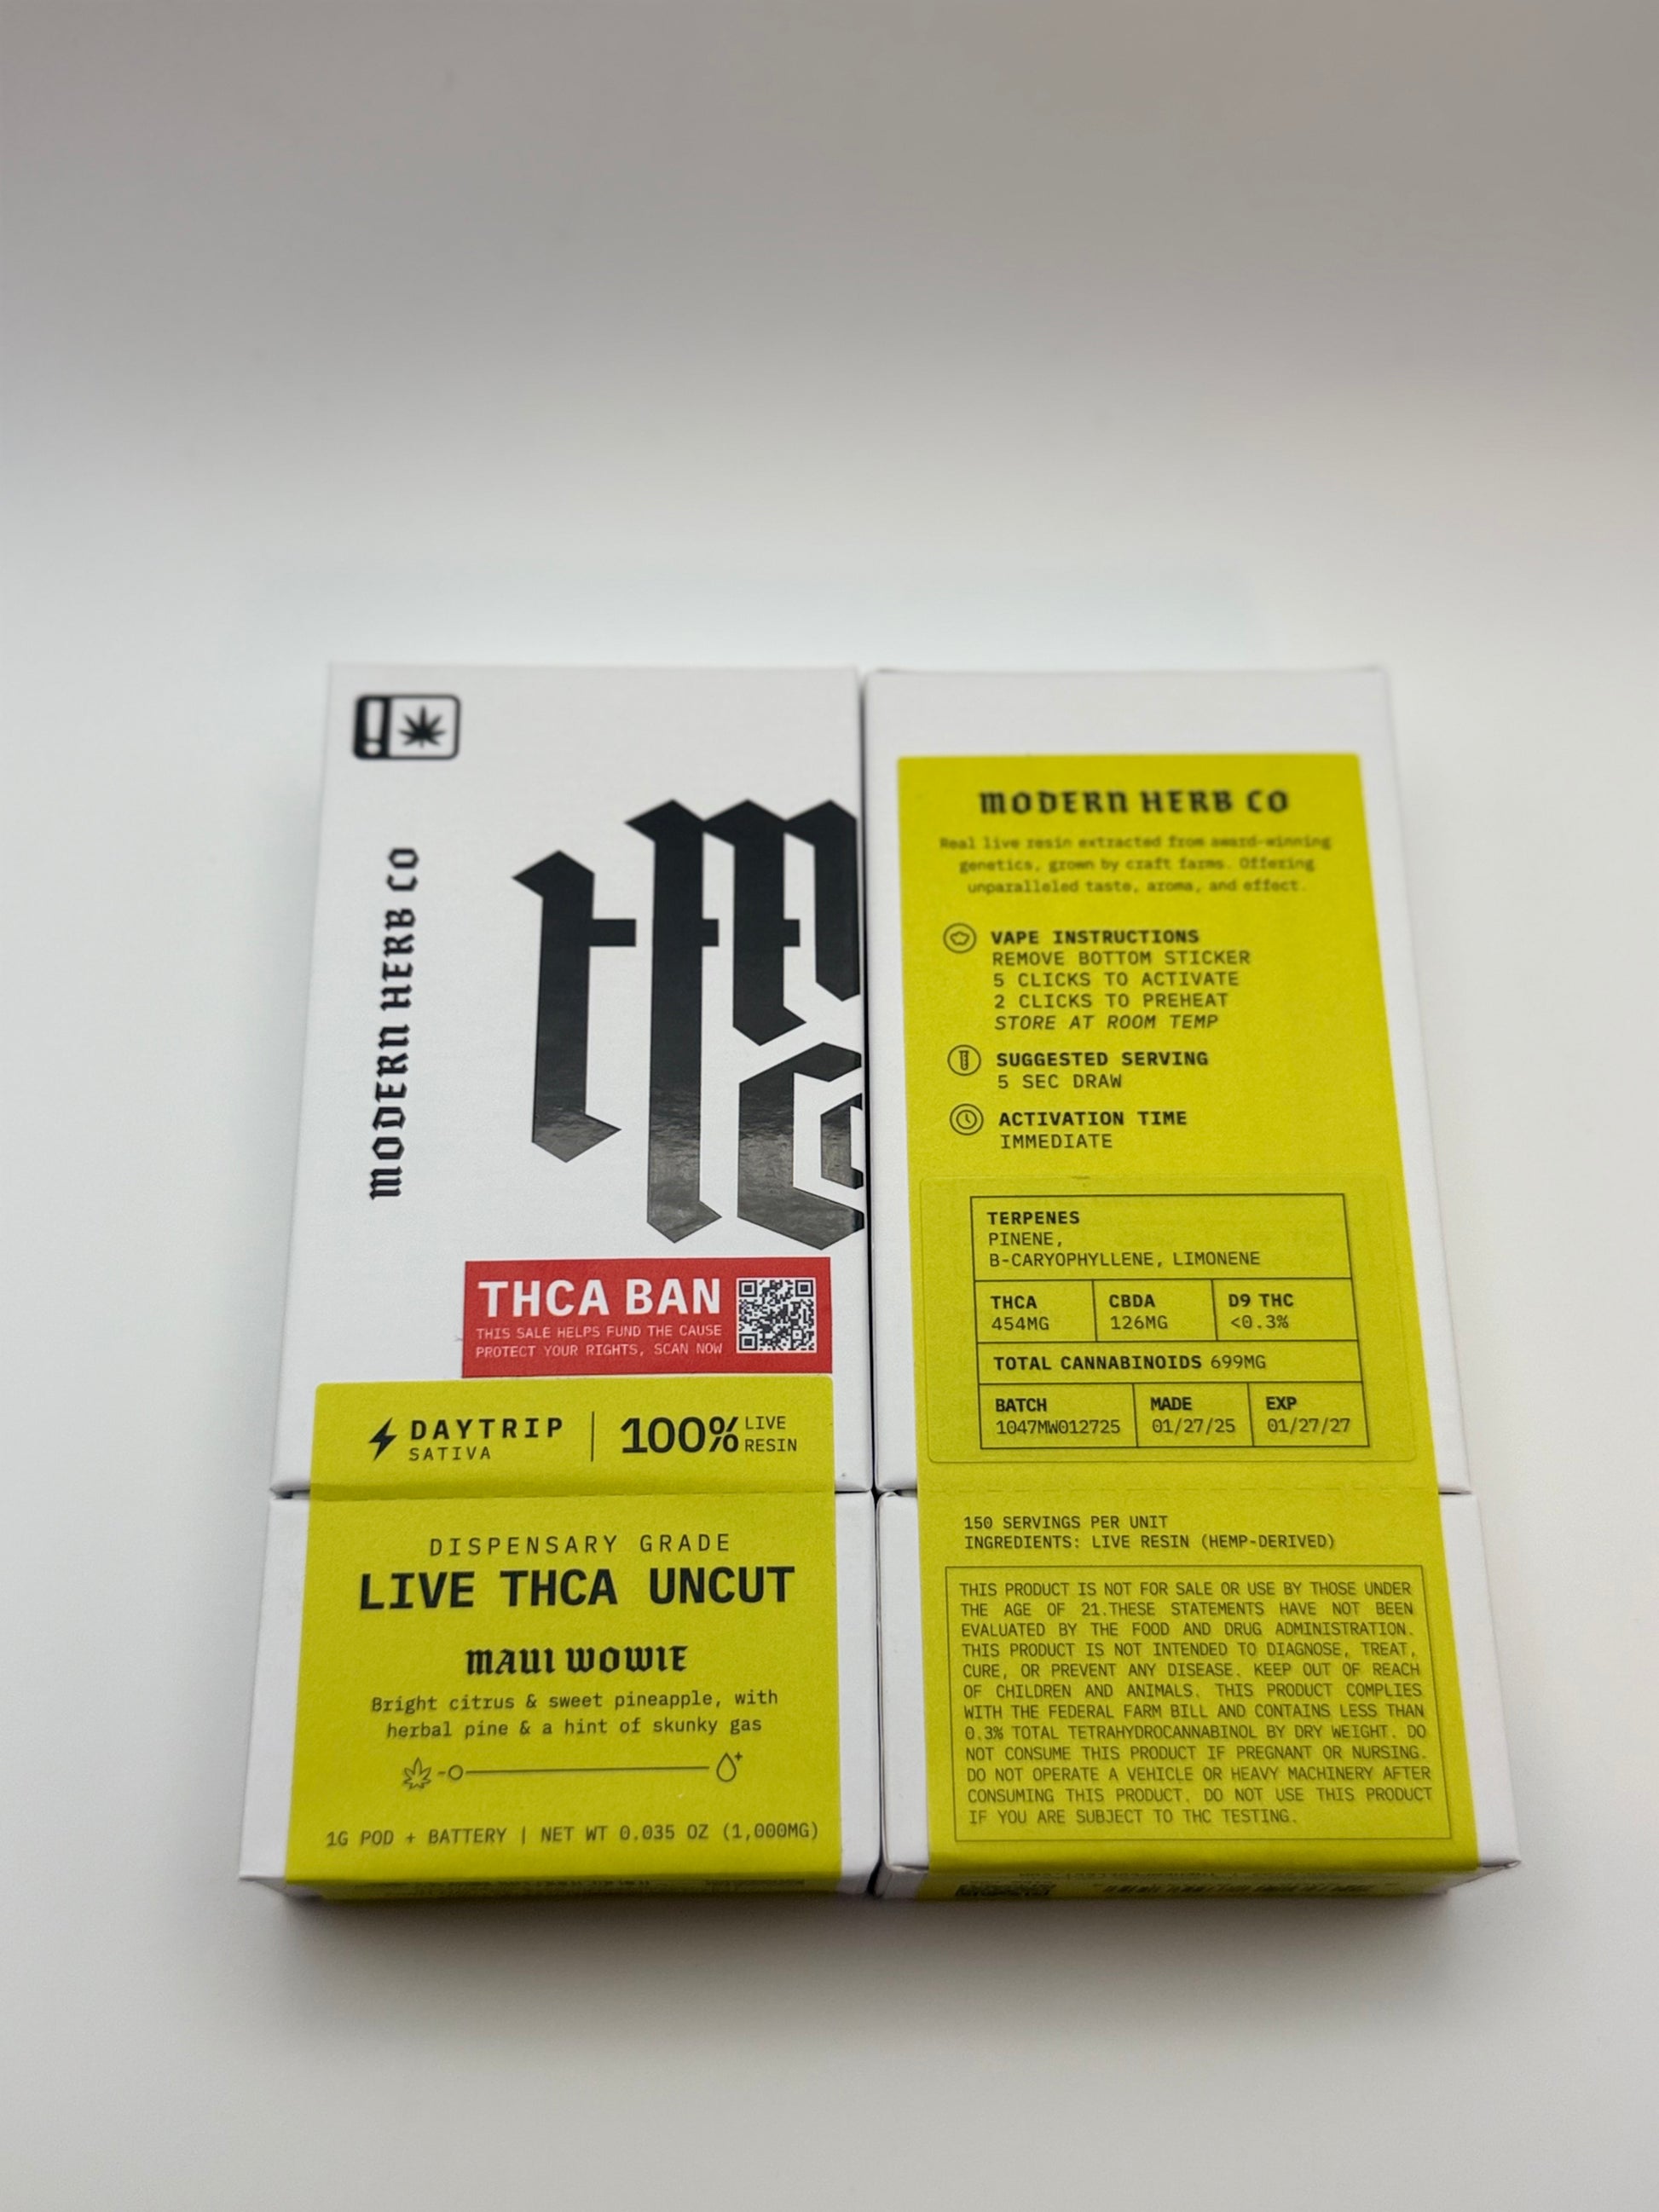 MODERN HERB CO
THCA BAN
THIS SALE HELPS FUND THE CAUSE
PROTECT YOUR RIGHTS, SCAN NOW
DAYTRIP
SATIVA
100% LIVE RESIN
DISPENSARY GRADE
LIVE THCA UNCUT
MAUI WOWIE
Bright citrus & sweet pineapple, with
herbal pine & a hint of skunky gas
1G POD + BATTERY | NET WT 0.035 OZ (1,000MG)
MODERN HERB CO
Real live resin extracted from award-winning
genetics, grown by craft farms. Offering
unparalleled taste, aroma, and effect.
VAPE INSTRUCTIONS
REMOVE BOTTOM STICKER
5 CLICKS TO ACTIVATE
2 CLICKS TO PREHEAT
STORE AT ROOM TEMP
SUGGESTED SERVING
5 SEC DRAW
ACTIVATION TIME
IMMEDIATE
TERPENES
PINENE,
B-CARYOPHYLLENE, LIMONENE
THCA CBDA D9 THC
454MG 126MG <0.3%
TOTAL CANNABINOIDS 699MG
BATCH MADE EXP
1047MW012725 01/27/25 01/27/27
150 SERVINGS PER UNIT
INGREDIENTS: LIVE RESIN (HEMP-DERIVED)
THIS PRODUCT IS NOT FOR SALE OR USE BY THOSE UNDER
THE AGE OF 21.THESE STATEMENTS HAVE NOT BEEN
EVALUATED BY THE FOOD AND DRUG ADMINISTRATION.
THIS PRODUCT IS NOT INTENDED TO DIAGNOSE, TREAT,
CURE, OR PREVENT ANY DISEASE. KEEP OUT OF REACH
OF CHILDREN AND ANIMALS. THIS PRODUCT COMPLIES
WITH THE FEDERAL FARM BILL AND CONTAINS LESS THAN
0.3% TOTAL TETRAHYDROCANNABINOL BY DRY WEIGHT. DO
NOT CONSUME THIS PRODUCT IF PREGNANT OR NURSING.
DO NOT OPERATE A VEHICLE OR HEAVY MACHINERY AFTER
CONSUMING THIS PRODUCT. DO NOT USE THIS PRODUCT
IF YOU ARE SUBJECT TO THC TESTING.